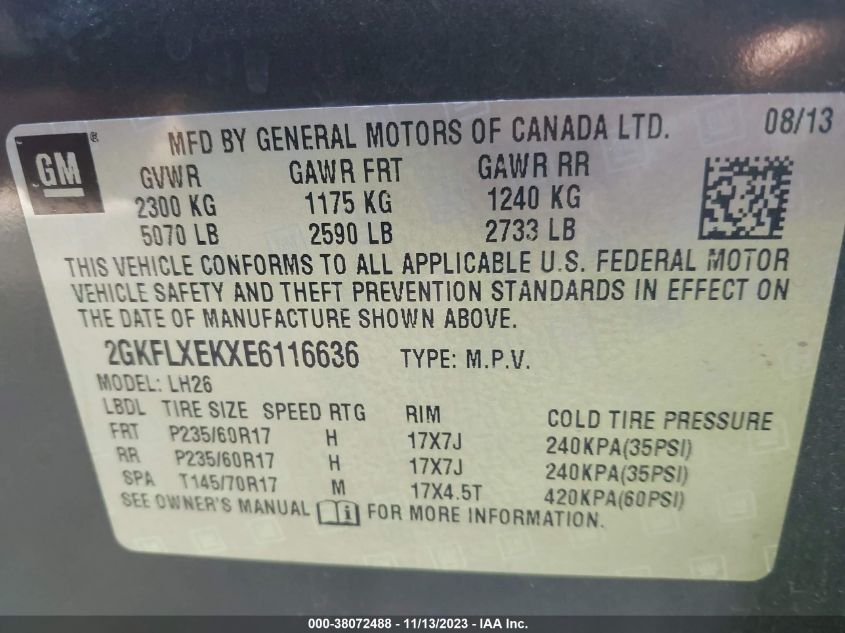 GM ®
MFD BY GENERAL MOTORS OF CANADA LTD. 08/13
GVWR GAWR FRT GAWR RR
2300 KG 1175 KG 1240 KG
5070 LB 2590 LB 2733 LB
THIS VEHICLE CONFORMS TO ALL APPLICABLE U.S. FEDERAL MOTOR
VEHICLE SAFETY AND THEFT PREVENTION STANDARDS IN EFFECT ON
THE DATE OF MANUFACTURE SHOWN ABOVE.
2GKFLXEKXE6116636 TYPE: M.P.V.
MODEL: LH26
LBDL TIRE SIZE SPEED RTG RIM COLD TIRE PRESSURE
FRT P235/60R17 H 17X7J 240KPA(35PSI)
RR P235/60R17 H 17X7J 240KPA(35PSI)
SPA T145/70R17 M 17X4.5T 420KPA(60PSI)
SEE OWNER'S MANUAL i FOR MORE INFORMATION.
000-38072488 - 11/13/2023 - IAA Inc.